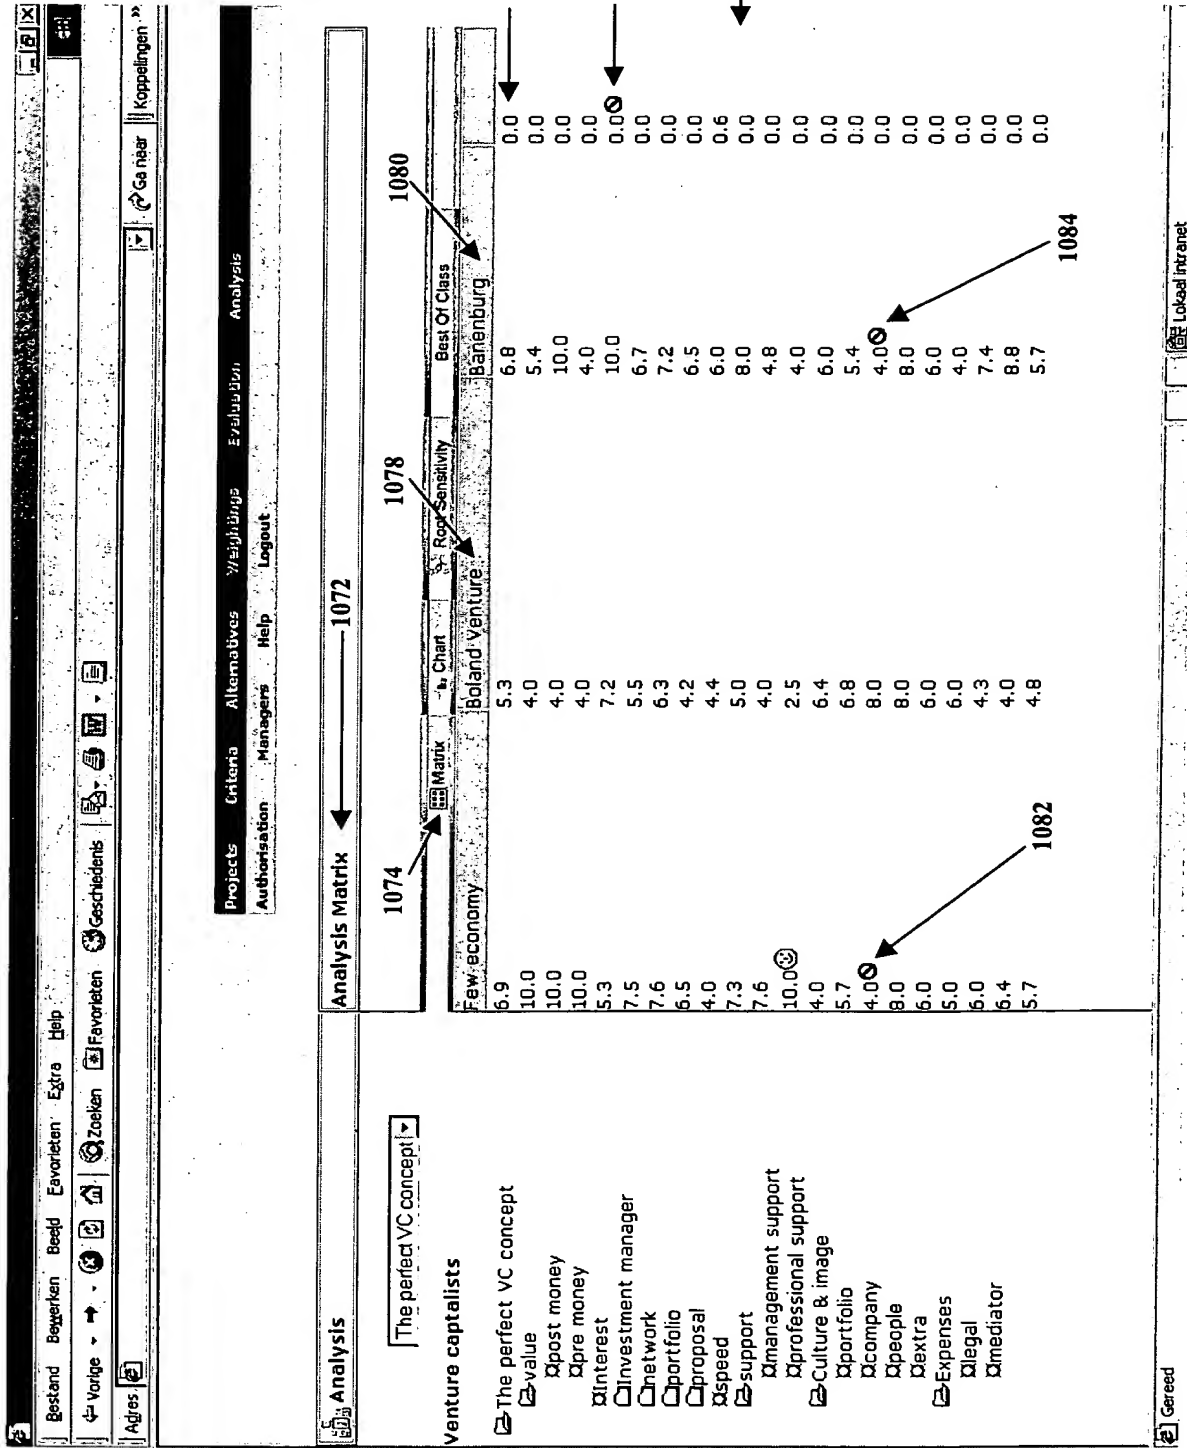 Bestand Bewerken Beeld Favorieten Extra Help
Vorige Zoeken Favorieten Geschiedenis
Adres Ga naar Koppelingen »
Projects Criteria Alternatives Weightings Evaluation Analysis
Authorisation Managers Help Logout
Analysis Analysis Matrix 1072
The perfect VC concept 1074 1078 1080
Matrix Chart Root Sensitivity Best Of Class
Venture captalists Few economy Boland Venture Banenburg
The perfect VC concept 6.9 5.3 6.8 0.0
value 10.0 4.0 5.4 0.0
post money 10.0 4.0 10.0 0.0
pre money 10.0 4.0 4.0 0.0
Interest 5.3 7.2 10.0 0.0
Investment manager 7.5 5.5 6.7 0.0
network 7.6 6.3 7.2 0.0
portfolio 6.5 4.2 6.5 0.0
proposal 4.0 4.4 6.0 0.6
speed 7.3 5.0 8.0 0.0
support 7.6 4.0 4.8 0.0
management support 10.0 2.5 4.0 0.0
professional support 4.0 6.4 6.0 0.0
Culture & image 5.7 6.8 5.4 0.0
portfolio 4.0 8.0 4.0 0.0
company 8.0 8.0 8.0 0.0
people 6.0 6.0 6.0 0.0
extra 5.0 6.0 4.0 0.0
Expenses 6.0 4.3 7.4 0.0
legal 6.4 4.0 8.8 0.0
mediator 5.7 4.8 5.7 0.0
1082 1084
Gereed Lokaal intranet